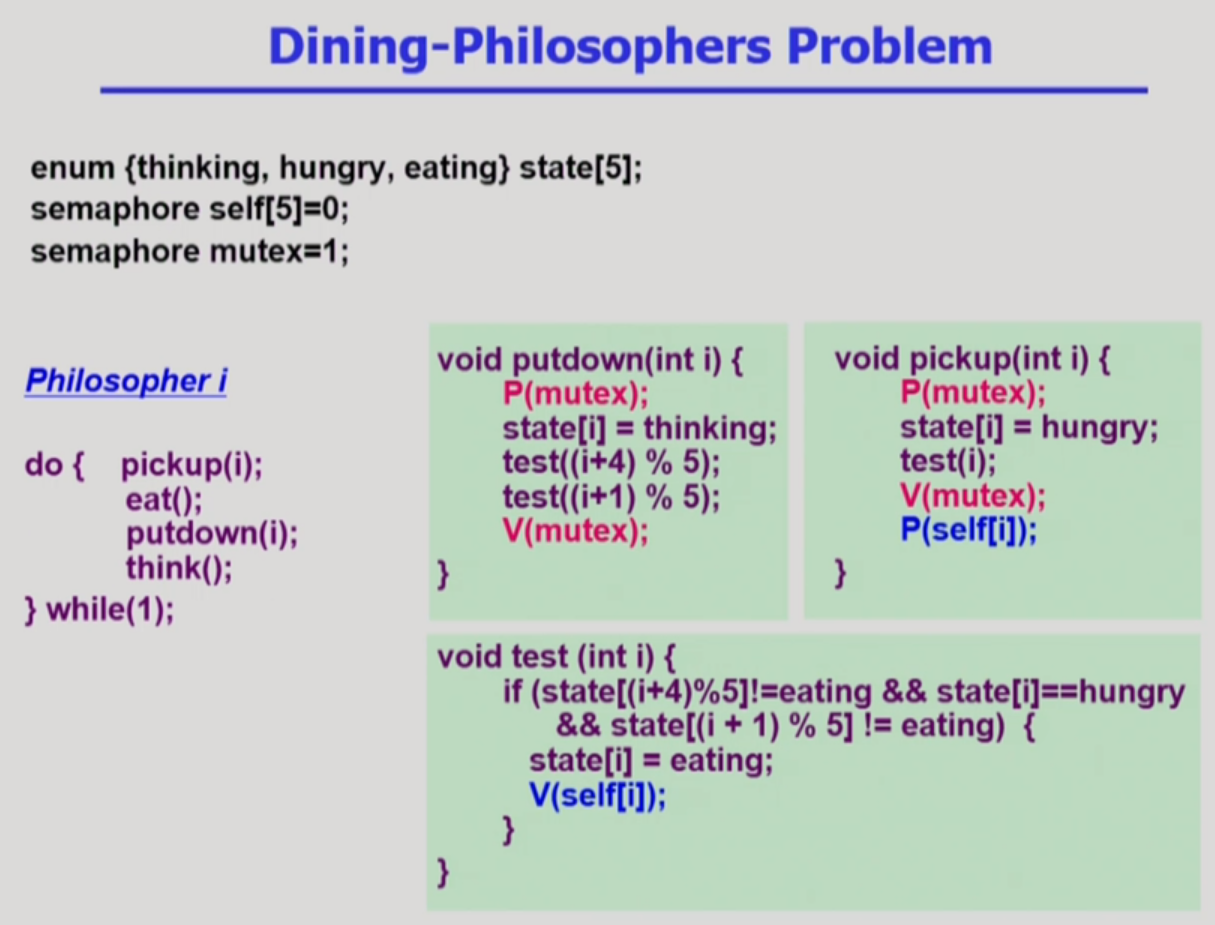 Dining-Philosophers Problem
enum {thinking, hungry, eating} state[5];
semaphore self[5]=0;
semaphore mutex=1;
Philosopher i
do { pickup(i);
eat();
putdown(i);
think();
} while(1);
void putdown(int i) {
P(mutex);
state[i] = thinking;
test((i+4) % 5);
test((i+1) % 5);
V(mutex);
}
void pickup(int i) {
P(mutex);
state[i] = hungry;
test(i);
V(mutex);
P(self[i]);
}
void test (int i) {
if (state[(i+4)%5]!=eating && state[i]==hungry
&& state[(i + 1) % 5] != eating) {
state[i] = eating;
V(self[i]);
}
}